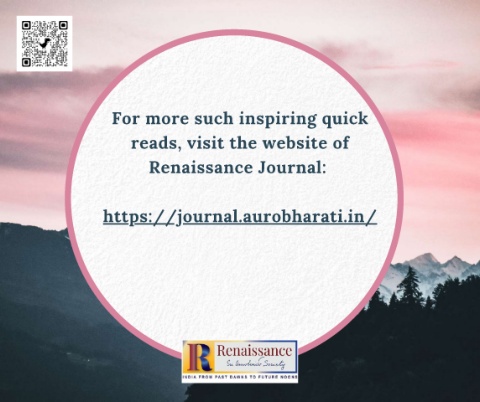 For more such inspiring quick
reads, visit the website of
Renaissance Journal:
https://journal.aurobharati.in/
Renaissance
Sri Aurobindo Society
INDIA FROM PAST DAWNS TO FUTURE NOONS